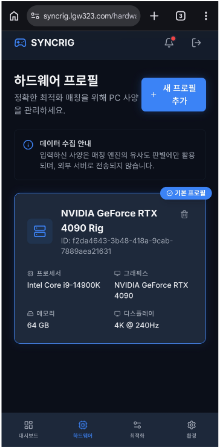 syncrig.lgw323.com/hardwa
3
SYNCRIG
하드웨어 프로필
정확한 최적화 매칭을 위해 PC 사양
을 관리하세요.
+ 새 프로필
추가
데이터 수집 안내
입력하신 사양은 매칭 엔진의 유사도 판별에만 활용
되며, 외부 서버로 전송되지 않습니다.
기본 프로필
NVIDIA GeForce RTX
4090 Rig
ID: f2da4643-3b48-418a-9cab-
7889aea21631
프로세서
Intel Core i9-14900K
그래픽스
NVIDIA GeForce RTX
4090
메모리
64 GB
디스플레이
4K @ 240Hz
대시보드
하드웨어
최적화
환경